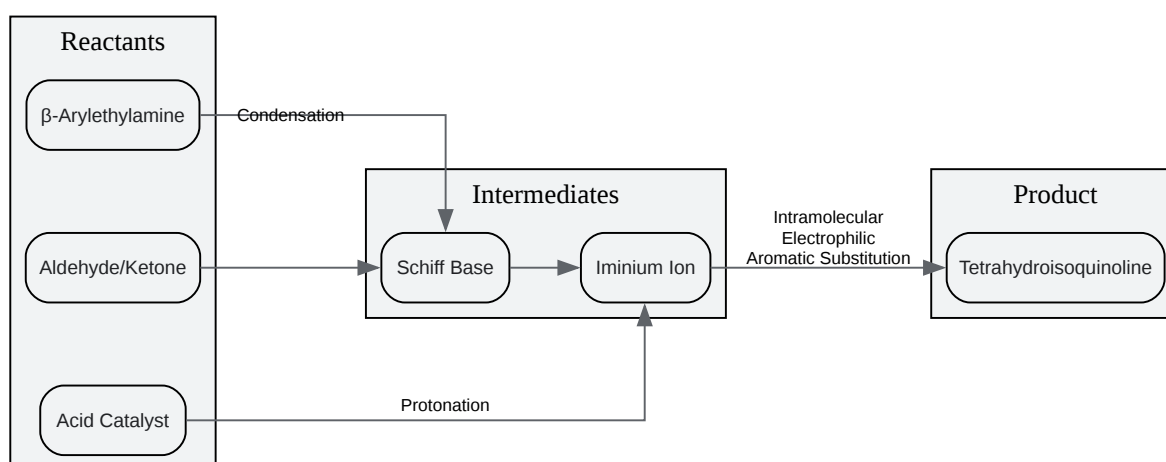 Reactants
β-Arylethylamine
Condensation
Intermediates
Product
Intramolecular
Electrophilic
Aromatic Substitution
Aldehyde/Ketone
Schiff Base
Iminium Ion
Tetrahydroisoquinoline
Protonation
Acid Catalyst